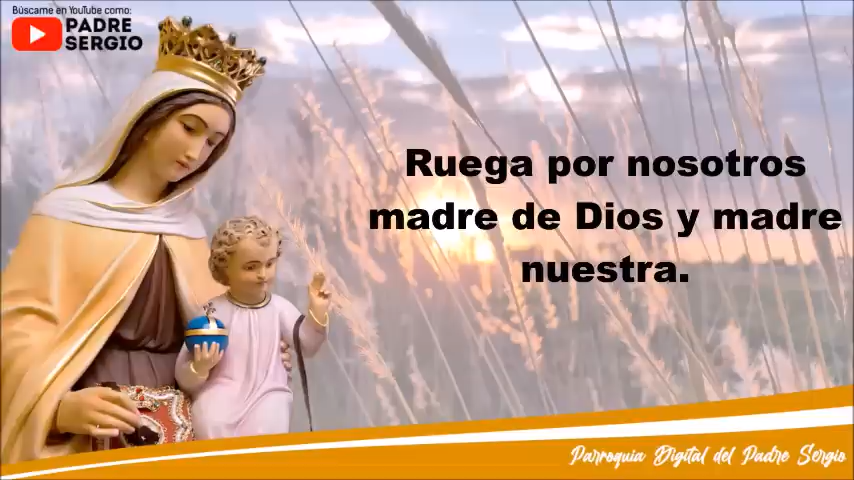 Búscame en YouTube como:
PADRE
SERGIO
Ruega por nosotros
madre de Dios y madre
nuestra.
Parroquia Digital del Padre Sergio